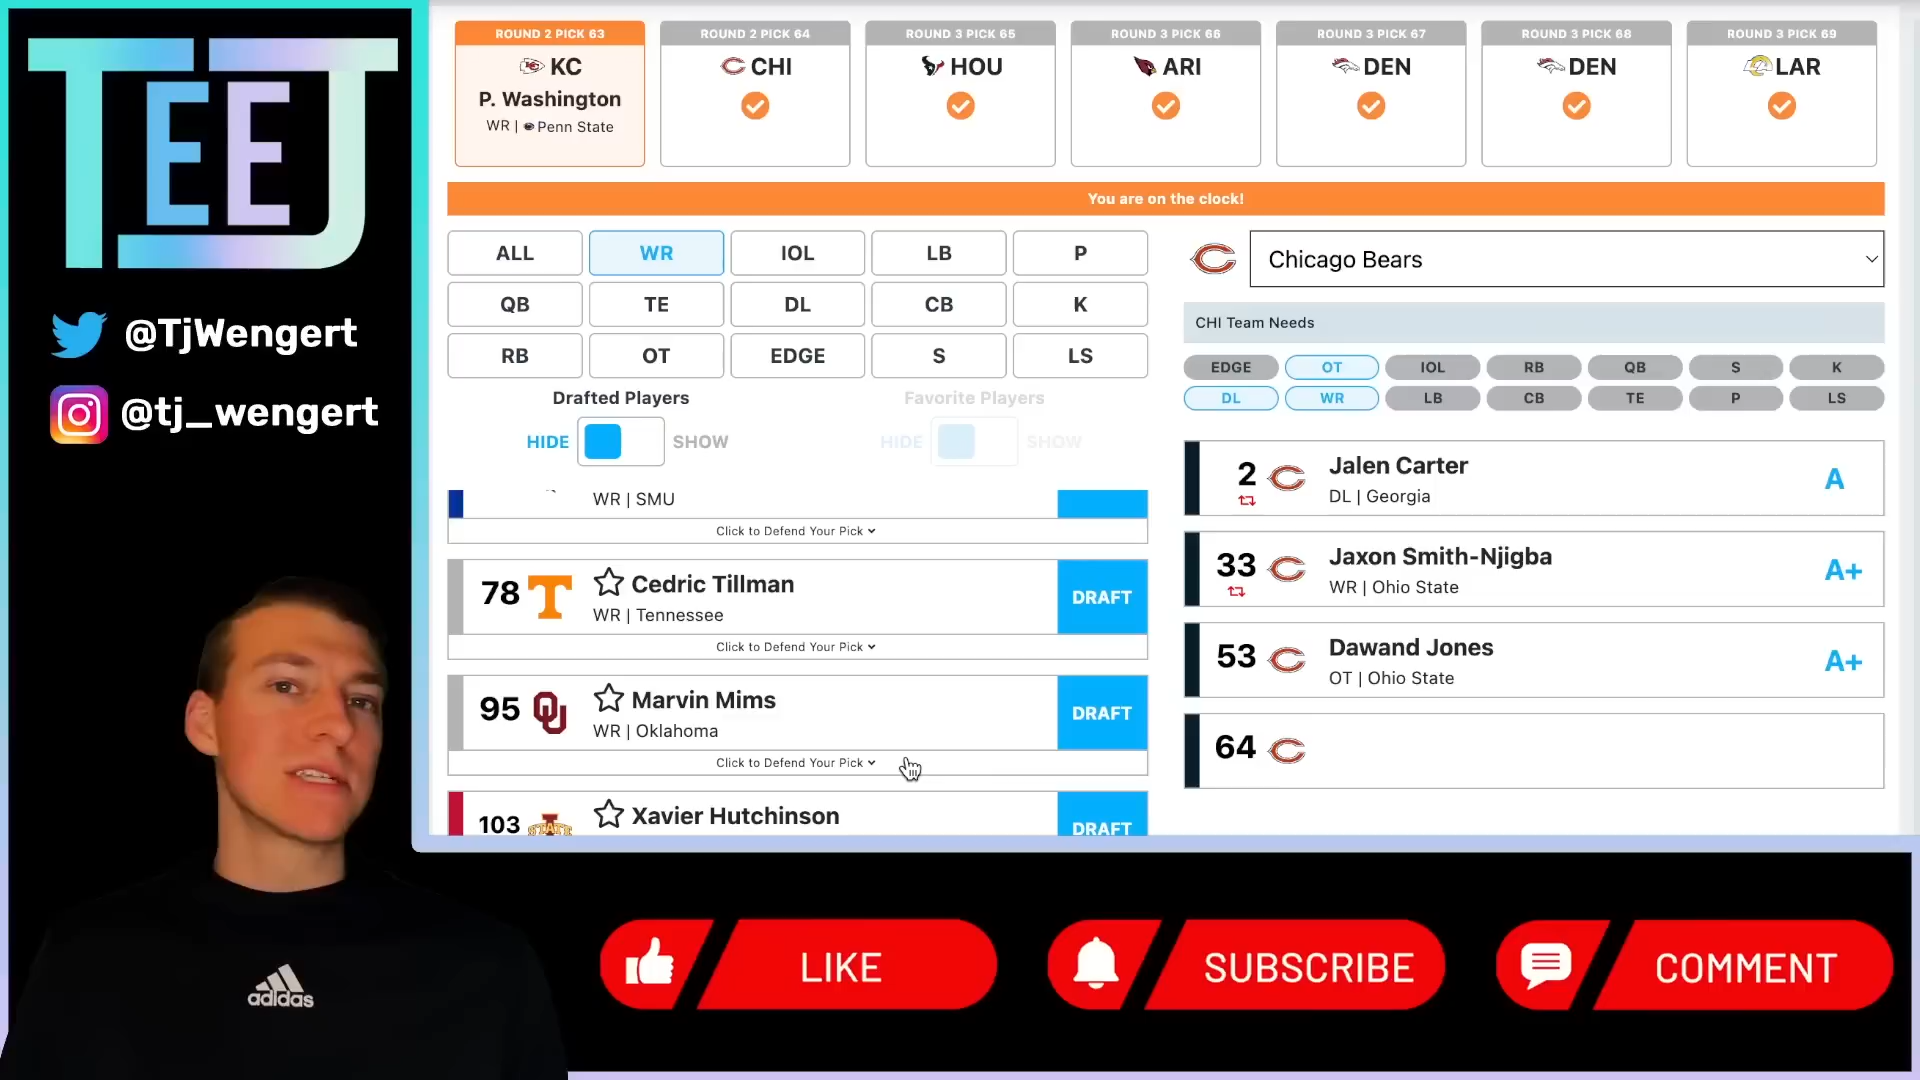 TEEJ
@TjWengert
@tj_wengert
adidas
ROUND 2 PICK 63
KC
P. Washington
WR | Penn State
ROUND 2 PICK 64
CHI
ROUND 3 PICK 65
HOU
ROUND 3 PICK 66
ARI
ROUND 3 PICK 67
DEN
ROUND 3 PICK 68
DEN
ROUND 3 PICK 69
LAR
You are on the clock!
ALL WR IOL LB P
QB TE DL CB K
RB OT EDGE S LS
Drafted Players
HIDE SHOW
Favorite Players
HIDE SHOW
WR | SMU
Click to Defend Your Pick
78 T Cedric Tillman
WR | Tennessee
DRAFT
Click to Defend Your Pick
95 OU Marvin Mims
WR | Oklahoma
DRAFT
Click to Defend Your Pick
103 STATE Xavier Hutchinson
DRAFT
Chicago Bears
CHI Team Needs
EDGE OT IOL RB QB S K
DL WR LB CB TE P LS
2 Jalen Carter
DL | Georgia
A
33 Jaxon Smith-Njigba
WR | Ohio State
A+
53 Dawand Jones
OT | Ohio State
A+
64
LIKE
SUBSCRIBE
COMMENT